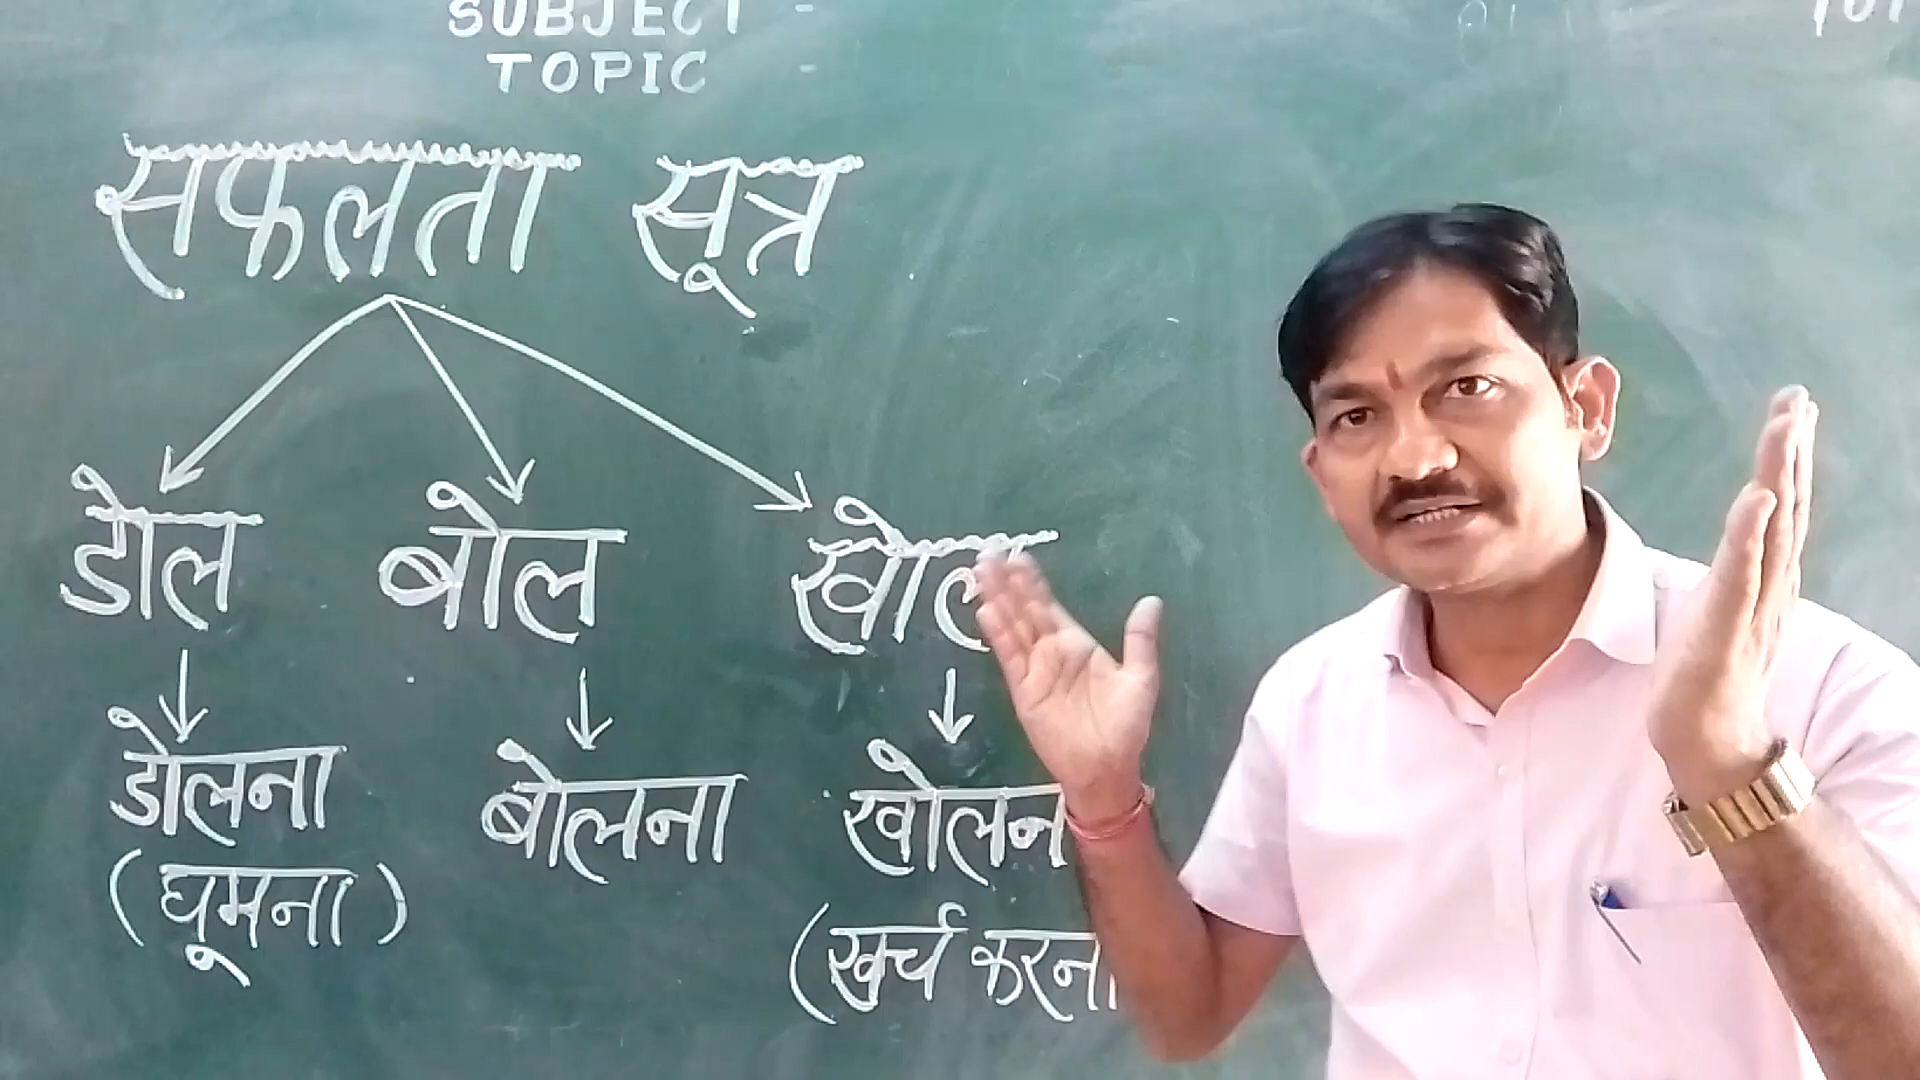 SUBJECT -
TOPIC -
सफलता सूत्र
डोल बोल खोल
डोलना बोलना खोलन
(घूमना)
(खर्च करना